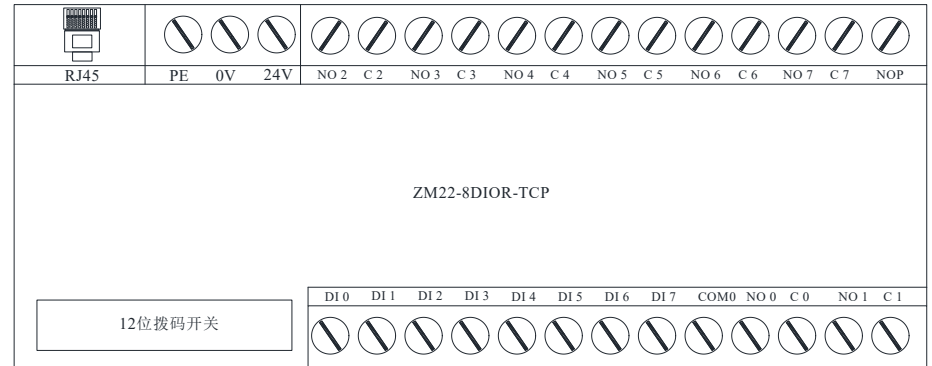 RJ45 PE 0V 24V NO 2 C 2 NO 3 C 3 NO 4 C 4 NO 5 C 5 NO 6 C 6 NO 7 C 7 NOP
ZM22-8DIOR-TCP
DI 0 DI 1 DI 2 DI 3 DI 4 DI 5 DI 6 DI 7 COM0 NO 0 C 0 NO 1 C 1
12位拨码开关